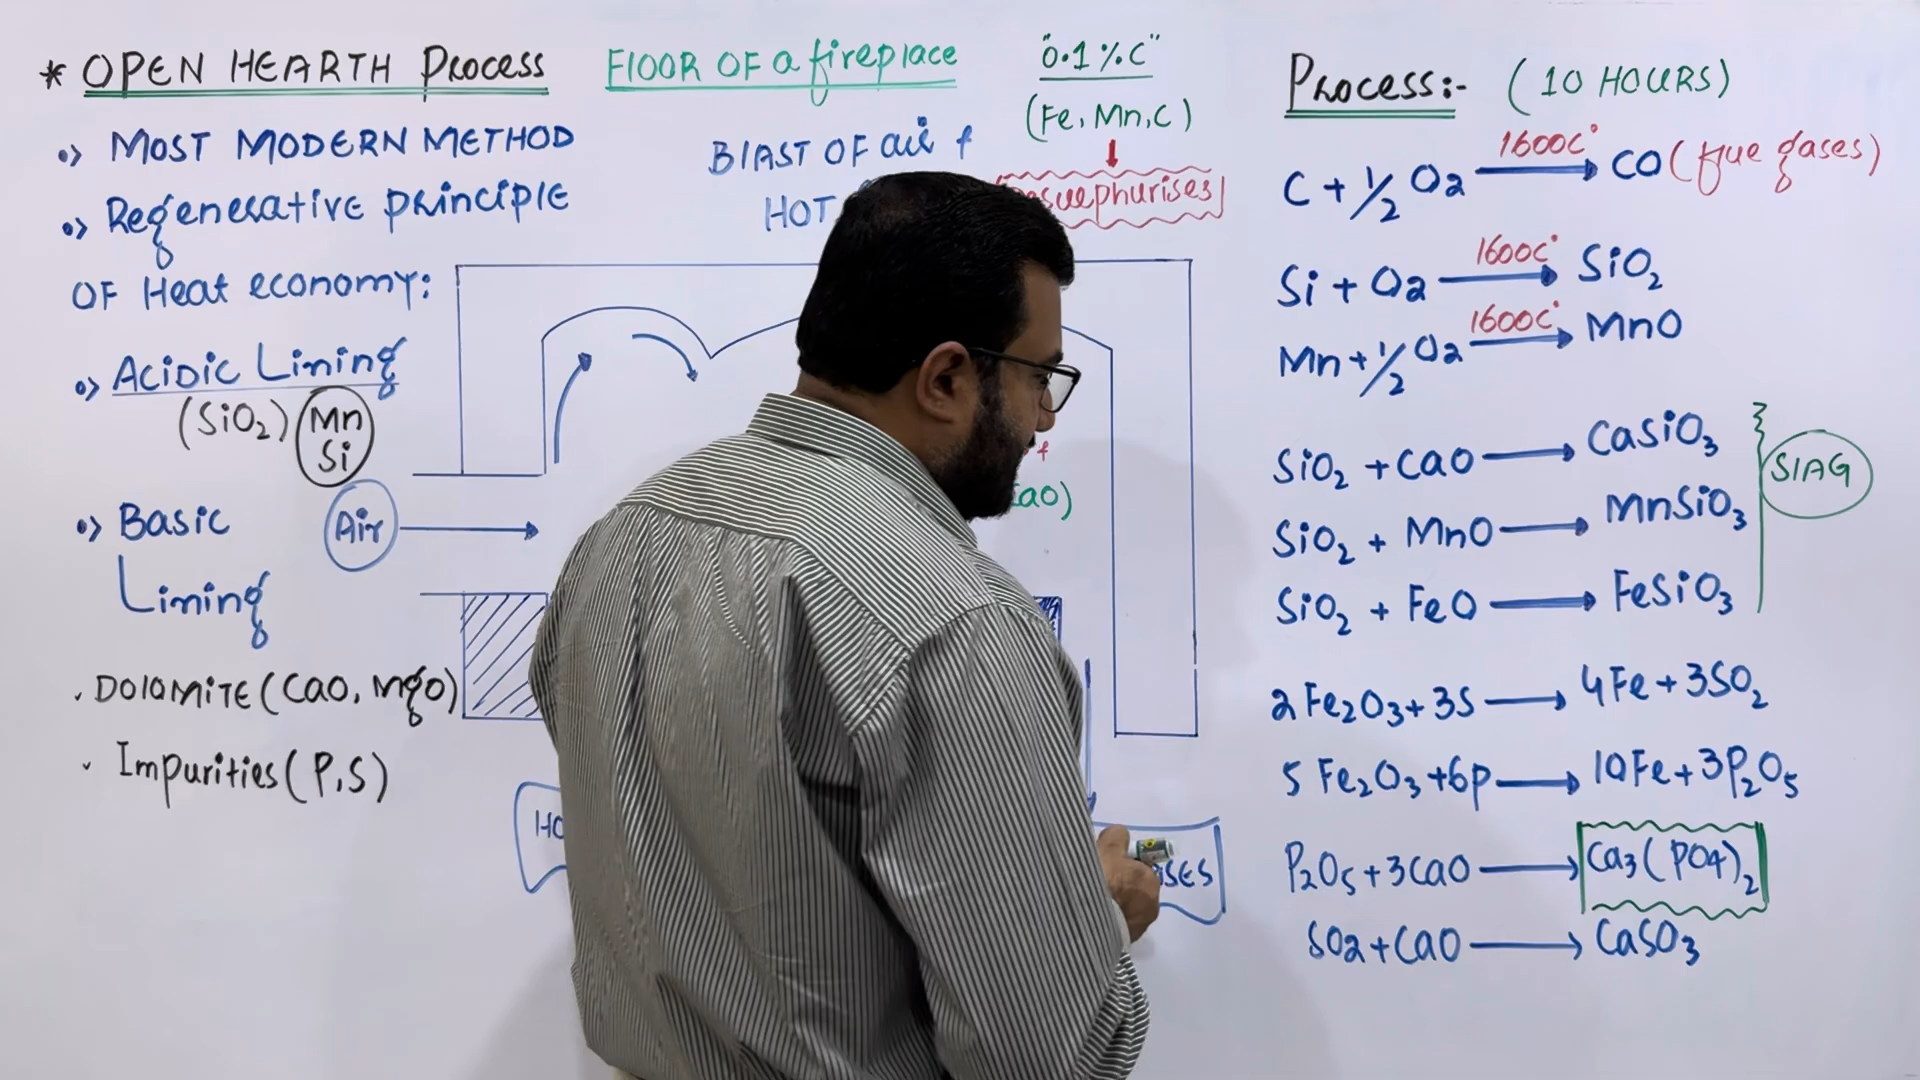 * OPEN HEARTH Process
FlOOR OF a fireplace
"0.1 % C"
(Fe, Mn, C)
BlAST OF air f
HOT
•> MOST MODERN METHOD
•> Regenerative principle
OF Heat economy:
•> Acidic Lining
(SiO2) Mn
Si
Air
•> Basic
Lining
• DOlOMiTE (CaO, MgO)
• Impurities (P,S)
Process:- (10 HOURS)
C + 1/2 O2 1600C° → CO (flue gases)
Si + O2 1600C° → SiO2
Mn + 1/2 O2 1600C° → MnO
SiO2 + CaO → CaSiO3
SiO2 + MnO → MnSiO3
SiO2 + FeO → FeSiO3
SlAG
2 Fe2O3 + 3S → 4Fe + 3SO2
5 Fe2O3 + 6P → 10Fe + 3P2O5
P2O5 + 3CaO → Ca3(PO4)2
SO2 + CaO → CaSO3